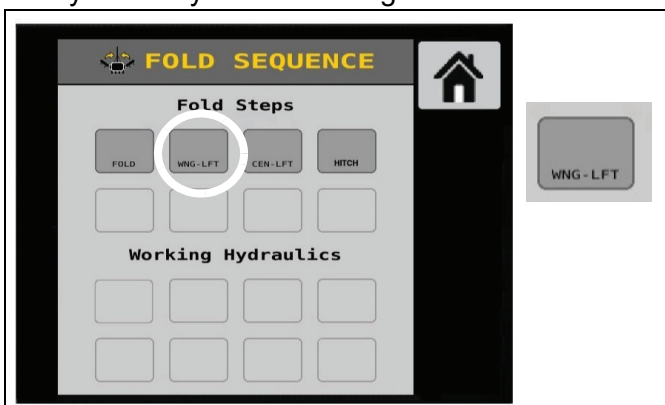 FOLD SEQUENCE
Fold Steps
FOLD WNG-LFT CEN-LFT HITCH
WNG-LFT
Working Hydraulics